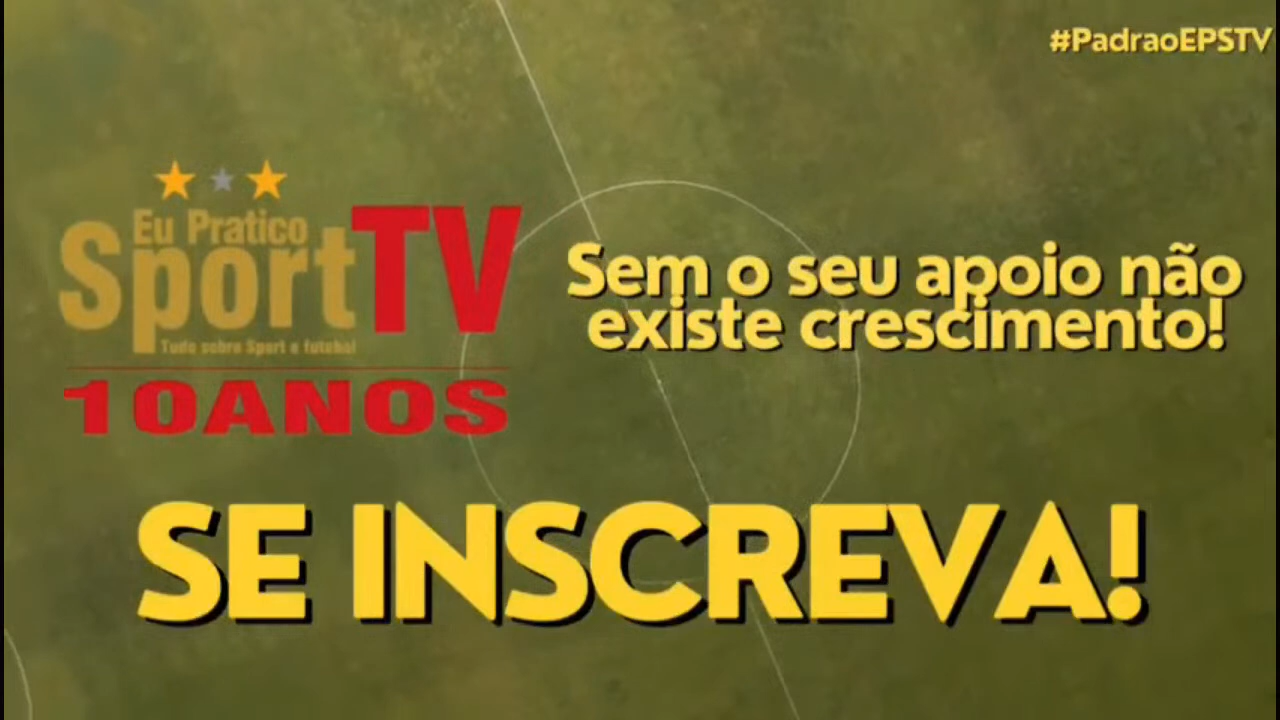 #PadraoEPSTV
Eu Pratico
SportTV
Tudo sobre Sport e futebol
10ANOS
Sem o seu apoio não
existe crescimento!
SE INSCREVA!